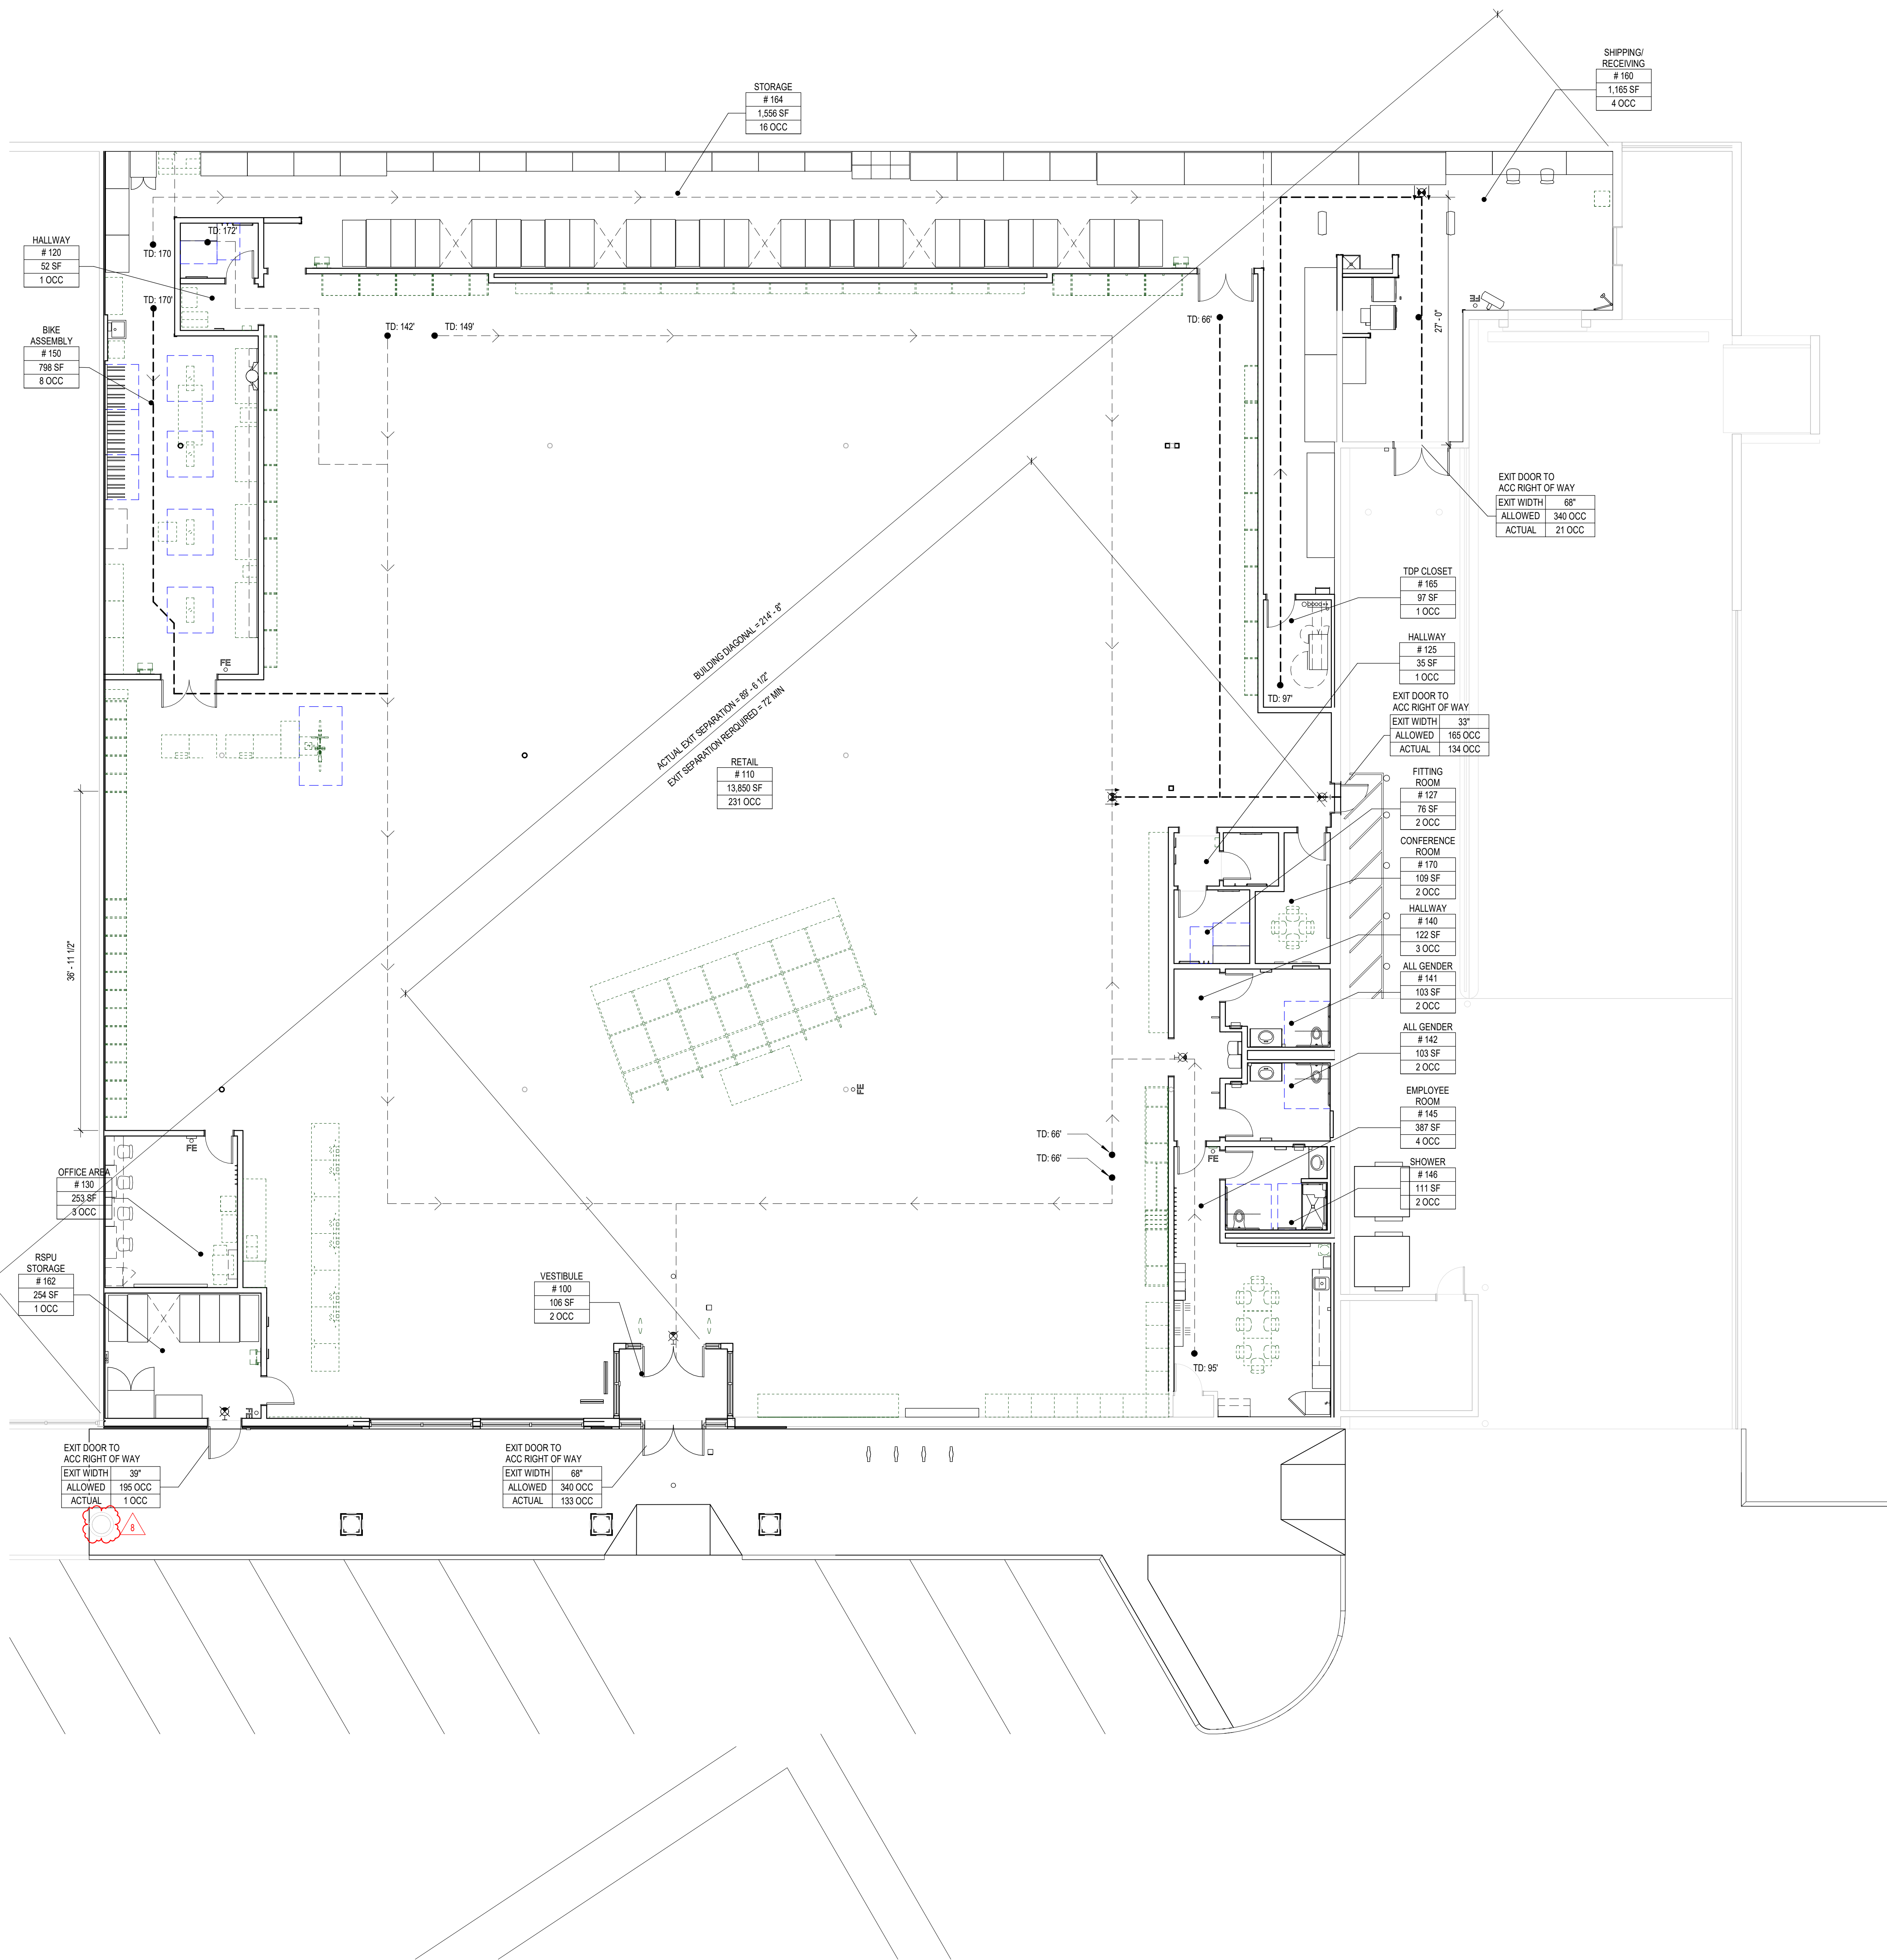 SHIPPING/
RECEIVING
# 160
1,165 SF
4 OCC
STORAGE
# 164
1,556 SF
16 OCC
HALLWAY
# 120
52 SF
1 OCC
TD: 172'
TD: 170
TD: 170'
BIKE
ASSEMBLY
# 150
798 SF
8 OCC
TD: 142'
TD: 149'
TD: 66'
FE
27' - 0"
EXIT DOOR TO
ACC RIGHT OF WAY
EXIT WIDTH 68"
ALLOWED 340 OCC
ACTUAL 21 OCC
TDP CLOSET
# 165
97 SF
1 OCC
HALLWAY
# 125
35 SF
1 OCC
FE
TD: 97'
BUILDING DIAGONAL = 214' - 8"
ACTUAL EXIT SEPARATION = 89' - 6 1/2"
EXIT SEPARATION RERQUIRED = 72' MIN
EXIT DOOR TO
ACC RIGHT OF WAY
EXIT WIDTH 33"
ALLOWED 165 OCC
ACTUAL 134 OCC
RETAIL
# 110
13,850 SF
231 OCC
FITTING
ROOM
# 127
76 SF
2 OCC
CONFERENCE
ROOM
# 170
109 SF
2 OCC
36' - 11 1/2"
HALLWAY
# 140
122 SF
3 OCC
ALL GENDER
# 141
103 SF
2 OCC
ALL GENDER
# 142
103 SF
2 OCC
FE
EMPLOYEE
ROOM
# 145
387 SF
4 OCC
TD: 66'
TD: 66'
FE
FE
SHOWER
# 146
111 SF
2 OCC
OFFICE AREA
# 130
253 SF
3 OCC
RSPU
STORAGE
# 162
254 SF
1 OCC
VESTIBULE
# 100
106 SF
2 OCC
TD: 95'
FE
EXIT DOOR TO
ACC RIGHT OF WAY
EXIT WIDTH 39"
ALLOWED 195 OCC
ACTUAL 1 OCC
EXIT DOOR TO
ACC RIGHT OF WAY
EXIT WIDTH 68"
ALLOWED 340 OCC
ACTUAL 133 OCC
8